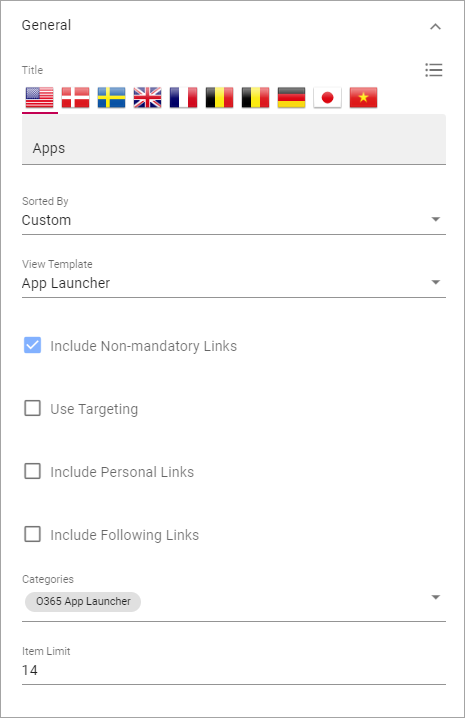 General
Title
Apps
Sorted By
Custom
View Template
App Launcher
Include Non-mandatory Links
Use Targeting
Include Personal Links
Include Following Links
Categories
O365 App Launcher
Item Limit
14